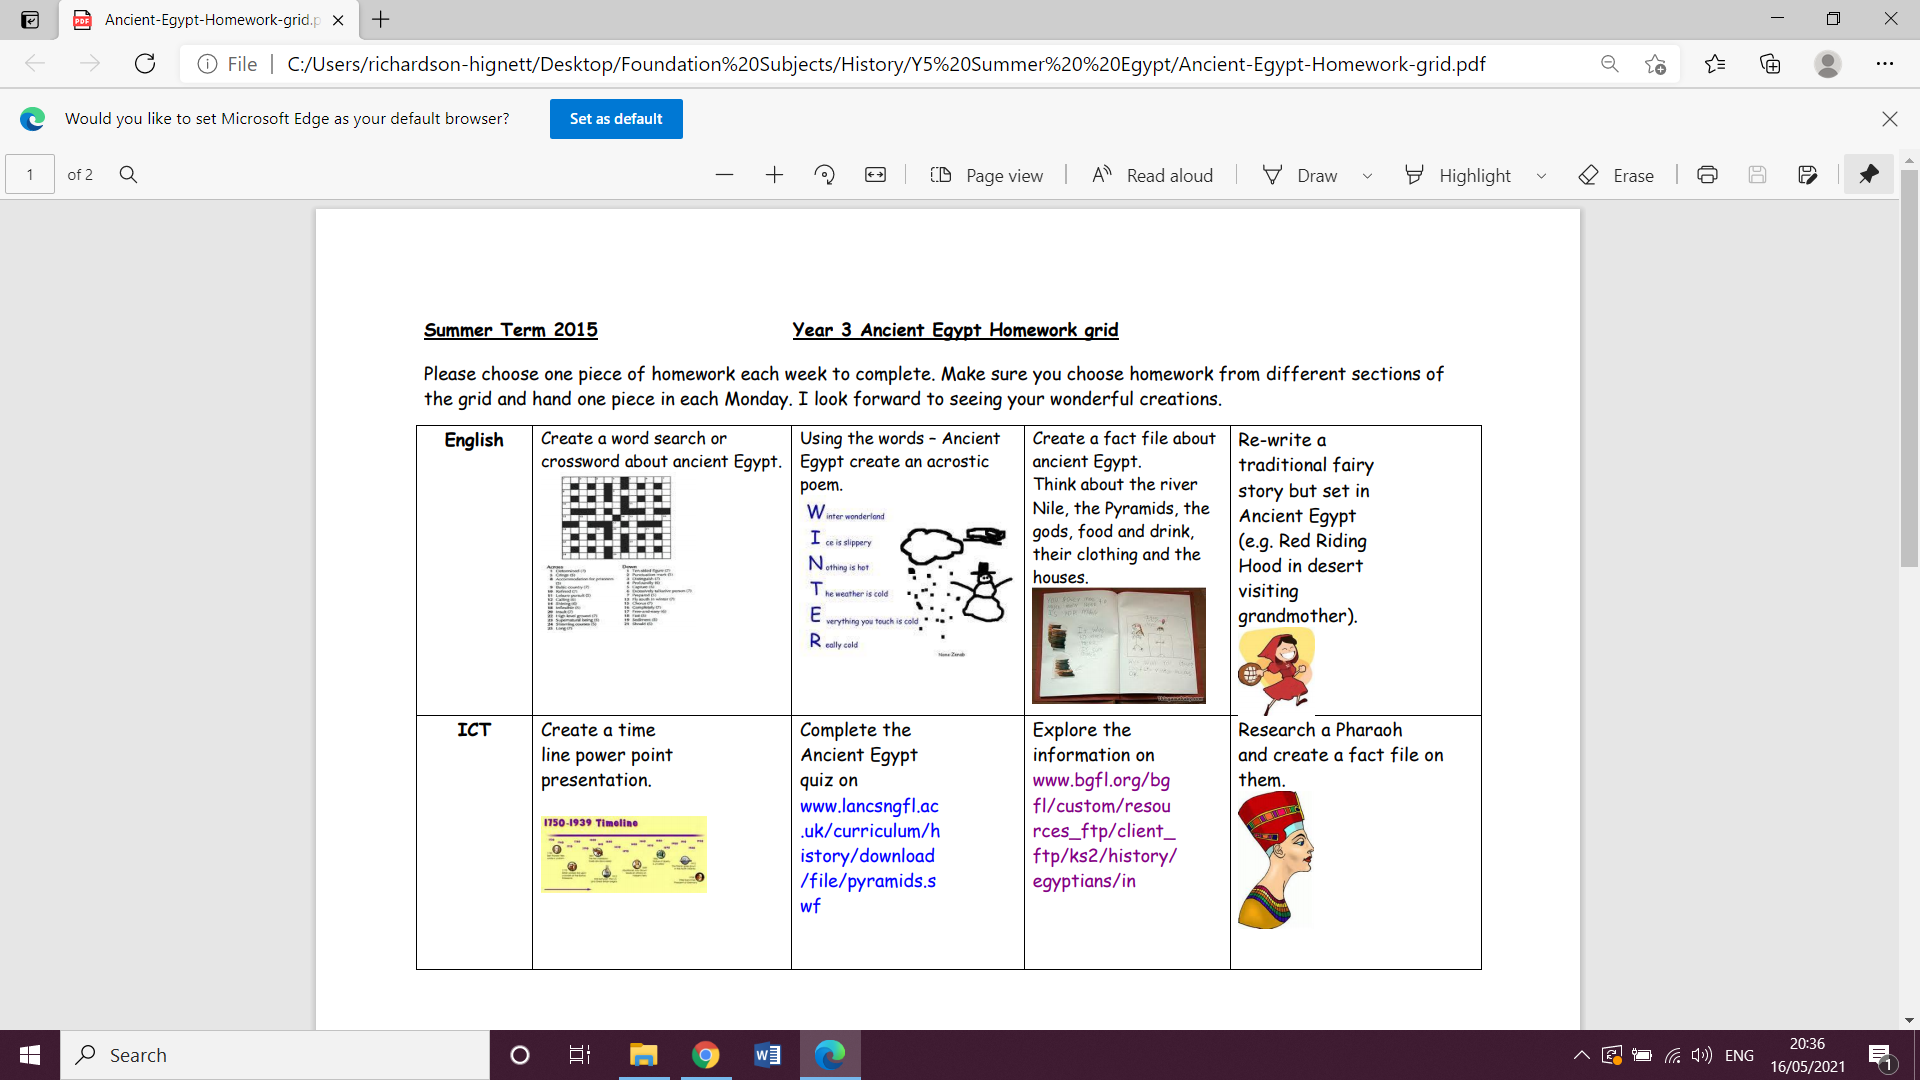 Ancient-Egypt-Homework-grid.p
File
C:/Users/richardson-hignett/Desktop/Foundation%20Subjects/History/Y5%20Summer%20%20Egypt/Ancient-Egypt-Homework-grid.pdf
Would you like to set Microsoft Edge as your default browser?
Set as default
1 of 2
Page view
Read aloud
Draw
Highlight
Erase
Summer Term 2015
Year 3 Ancient Egypt Homework grid
Please choose one piece of homework each week to complete. Make sure you choose homework from different sections of
the grid and hand one piece in each Monday. I look forward to seeing your wonderful creations.
English
Create a word search or
crossword about ancient Egypt.
Across
Down
Using the words – Ancient
Egypt create an acrostic
poem.
Winter wonderland
Ice is slippery
Nothing is hot
The weather is cold
Everything you touch is cold
Really cold
Create a fact file about
ancient Egypt.
Think about the river
Nile, the Pyramids, the
gods, food and drink,
their clothing and the
houses.
Re-write a
traditional fairy
story but set in
Ancient Egypt
(e.g. Red Riding
Hood in desert
visiting
grandmother).
ICT
Create a time
line power point
presentation.
1750-1939 Timeline
Complete the
Ancient Egypt
quiz on
www.lancsngfl.ac
.uk/curriculum/h
istory/download
/file/pyramids.s
wf
Explore the
information on
www.bgfl.org/bg
fl/custom/resou
rces_ftp/client_
ftp/ks2/history/
egyptians/in
Research a Pharaoh
and create a fact file on
them.
Search
ENG
20:36
16/05/2021
1